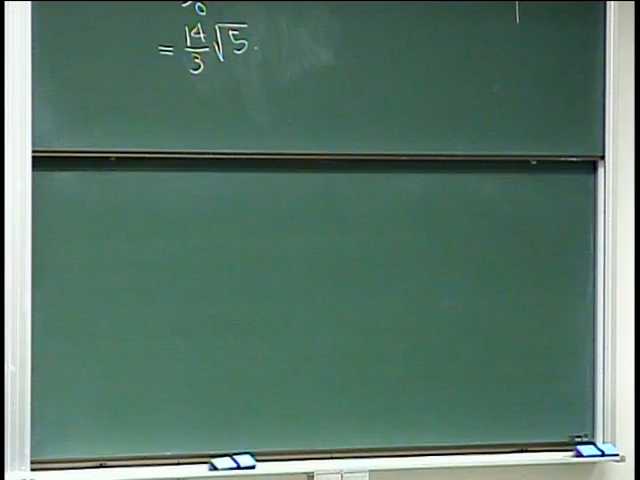 = 14/3 √5.